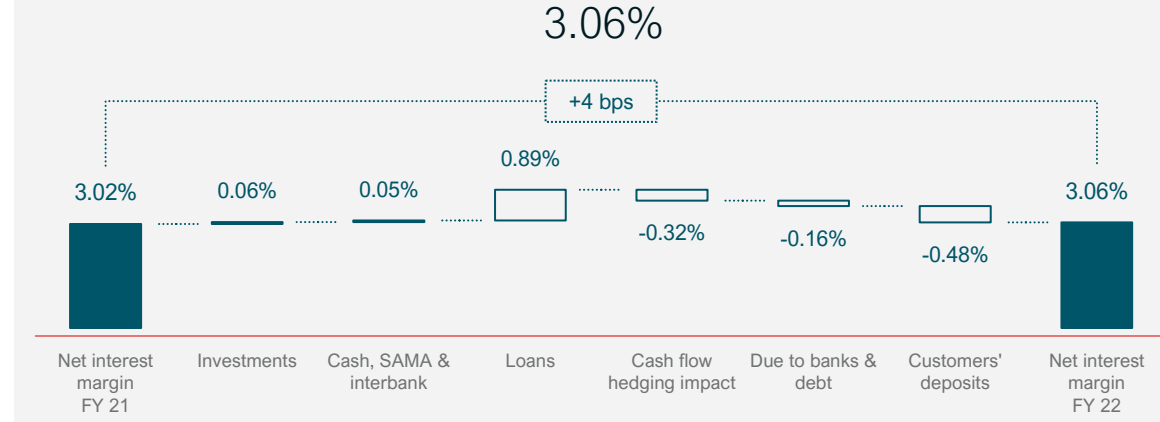 3.06%
+4 bps
3.02%
0.06%
0.05%
0.89%
-0.32%
-0.16%
-0.48%
3.06%
Net interest
margin
FY 21
Investments
Cash, SAMA &
interbank
Loans
Cash flow
hedging impact
Due to banks &
debt
Customers'
deposits
Net interest
margin
FY 22